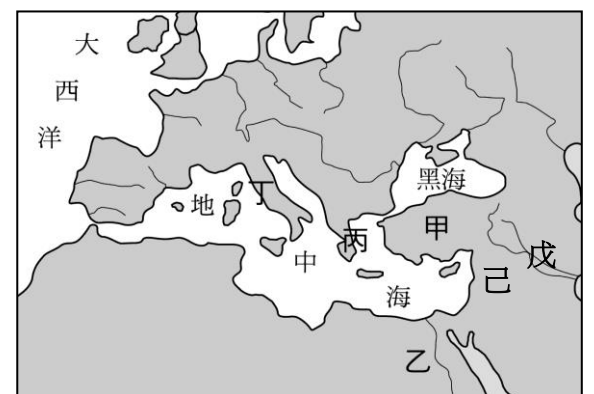 大
西
洋
黑海
丁
地
丙
甲
中
戊
己
海
乙